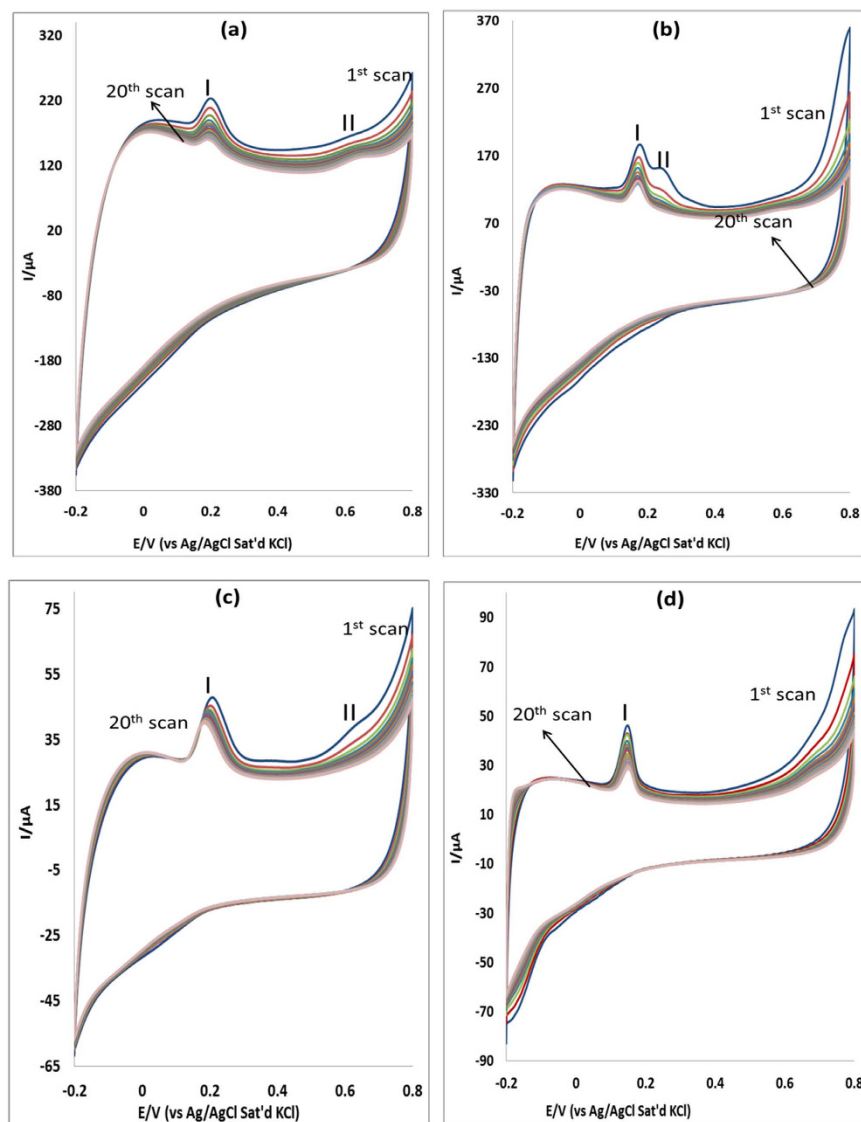 (a)
320
220
120
20
-80
-180
-280
-380
I/µA
20th scan
I
II
1st scan
-0.2 0 0.2 0.4 0.6 0.8
E/V (vs Ag/AgCl Sat'd KCl)
(b)
370
270
170
70
-30
-130
-230
-330
I/µA
I
II
1st scan
20th scan
-0.2 0 0.2 0.4 0.6 0.8
E/V (vs Ag/AgCl Sat'd KCl)
(c)
75
55
35
15
-5
-25
-45
-65
I/µA
20th scan
I
II
1st scan
-0.2 0 0.2 0.4 0.6 0.8
E/V (vs Ag/AgCl Sat'd KCl)
(d)
90
70
50
30
10
-10
-30
-50
-70
-90
I/µA
20th scan
I
1st scan
-0.2 0 0.2 0.4 0.6 0.8
E/V (vs Ag/AgCl Sat'd KCl)